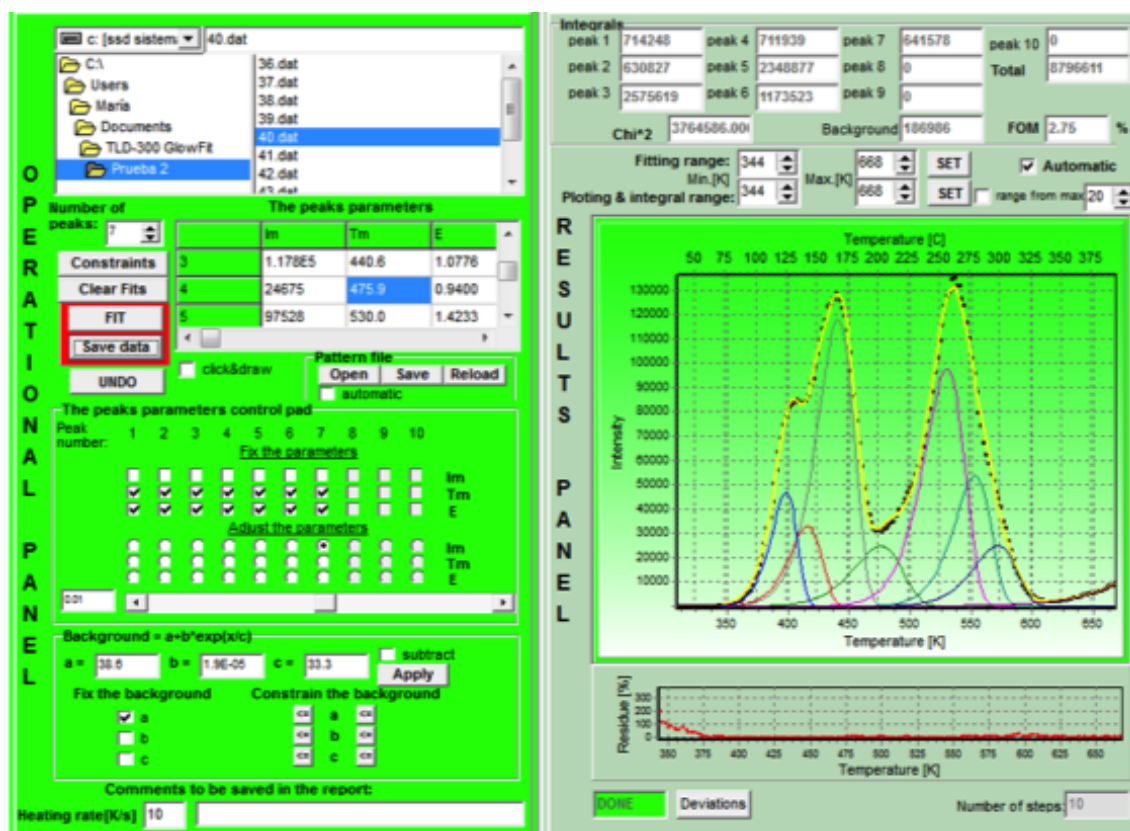 c: [ssd sistem 40.dat
C:\
Users
Maria
Documents
TLD-300 GlowFit
Prueba 2
36.dat
37.dat
38.dat
39.dat
40.dat
41.dat
42.dat
43.dat
OPERATIONAL PANEL
Number of peaks: 7
The peaks parameters
Im Tm E
3 1.178E5 440.6 1.0776
4 24675 475.9 0.9400
5 97528 530.0 1.4233
Constraints
Clear Fits
FIT
Save data
UNDO
click&draw
Pattern file
Open Save Reload
automatic
The peaks parameters control pad
Peak number: 1 2 3 4 5 6 7 8 9 10
Fix the parameters
Im
Tm
E
Adjust the parameters
Im
Tm
E
0.01
Background = a+b*exp(x/c)
a = 38.6 b = 1.9E-05 c = 33.3
subtract
Apply
Fix the background Constrain the background
a <= a <=
b <= b <=
c <= c <=
Comments to be saved in the report:
Heating rate[K/s] 10
Integrals
peak 1 714248 peak 4 711939 peak 7 641578 peak 10 0
peak 2 630827 peak 5 2348877 peak 8 0 Total 8796611
peak 3 2575619 peak 6 1173523 peak 9 0
Chi^2 3764586.00 Background 186986 FOM 2.75 %
Fitting range: 344 668 SET Automatic
Min.[K] Max.[K]
Ploting & integral range: 344 668 SET range from max 20
RESULTS PANEL
Temperature [C]
50 75 100 125 150 175 200 225 250 275 300 325 350 375
Intensity
130000
120000
110000
100000
90000
80000
70000
60000
50000
40000
30000
20000
10000
350 400 450 500 550 600 650
Temperature [K]
Residue [%]
300
200
100
0
350 375 400 425 450 475 500 525 550 575 600 625 650
Temperature [K]
DONE Deviations Number of steps: 10